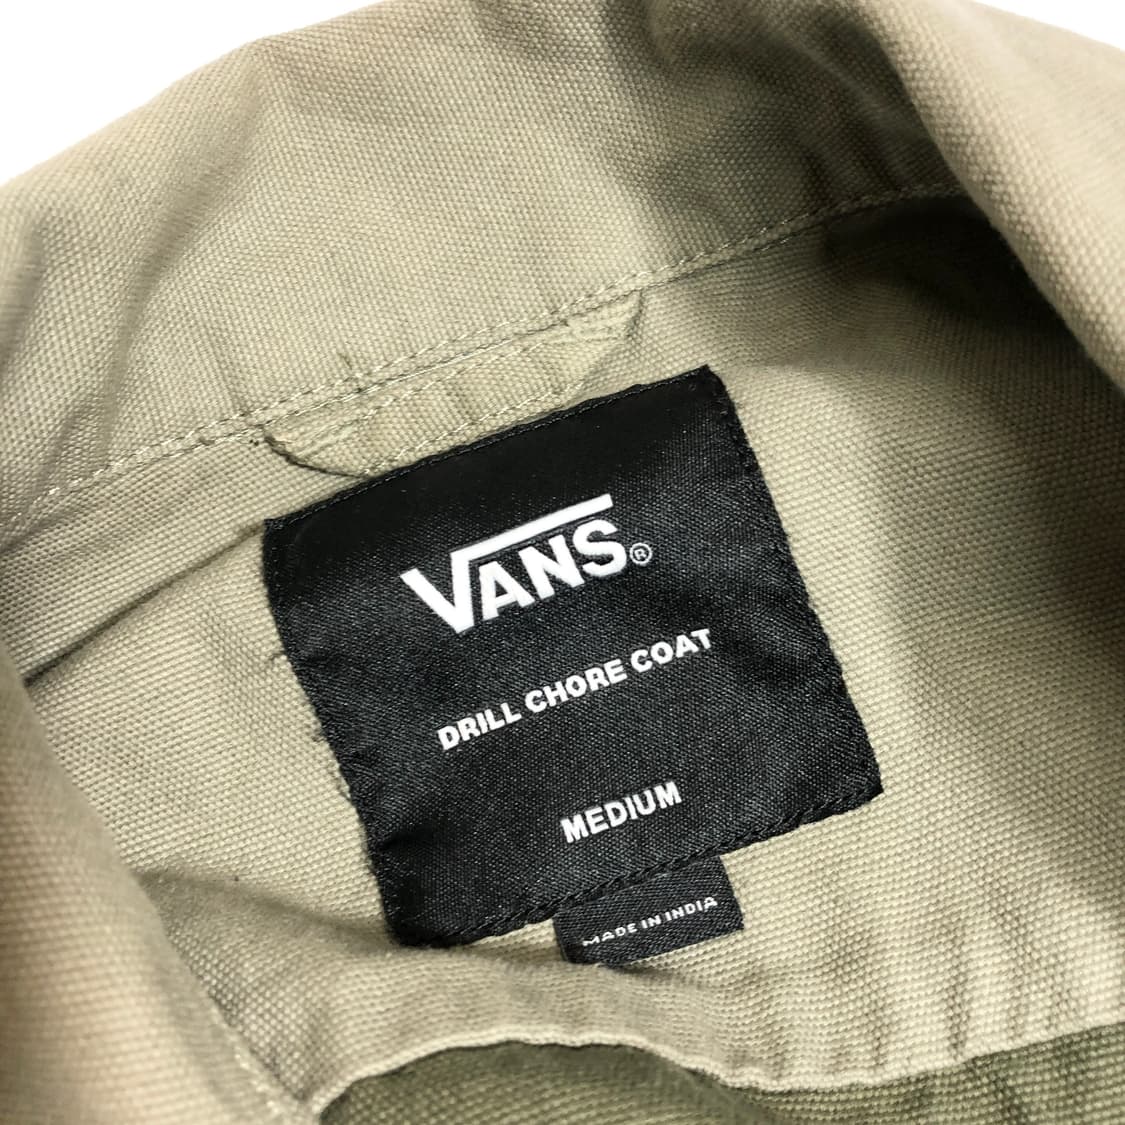 VANS®
DRILL CHORE COAT
MEDIUM
MADE IN INDIA